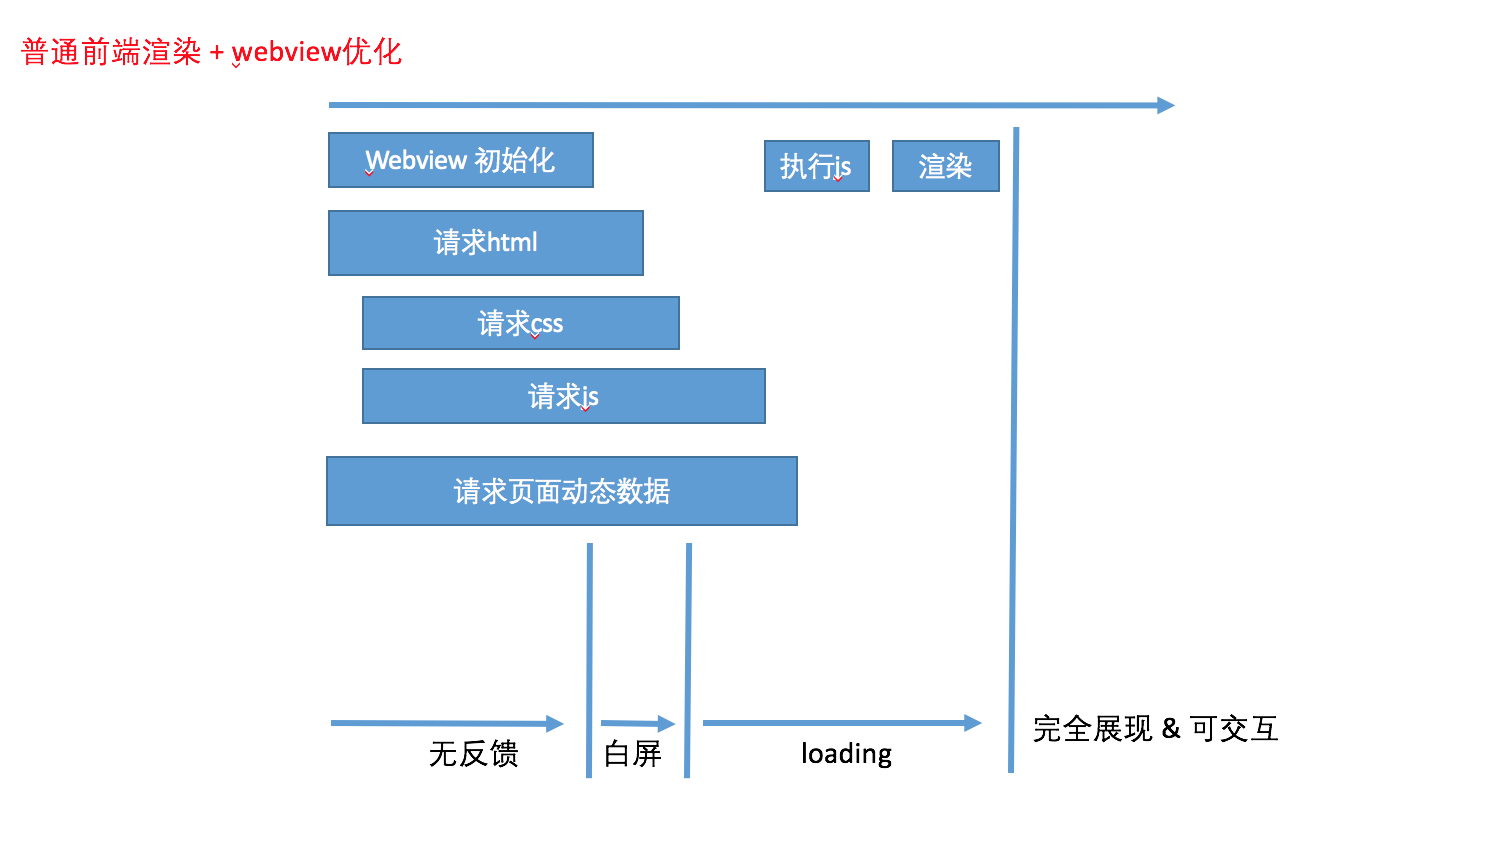 普通前端渲染 + webview优化
Webview 初始化
执行js
渲染
请求html
请求css
请求js
请求页面动态数据
无反馈
白屏
loading
完全展现 & 可交互